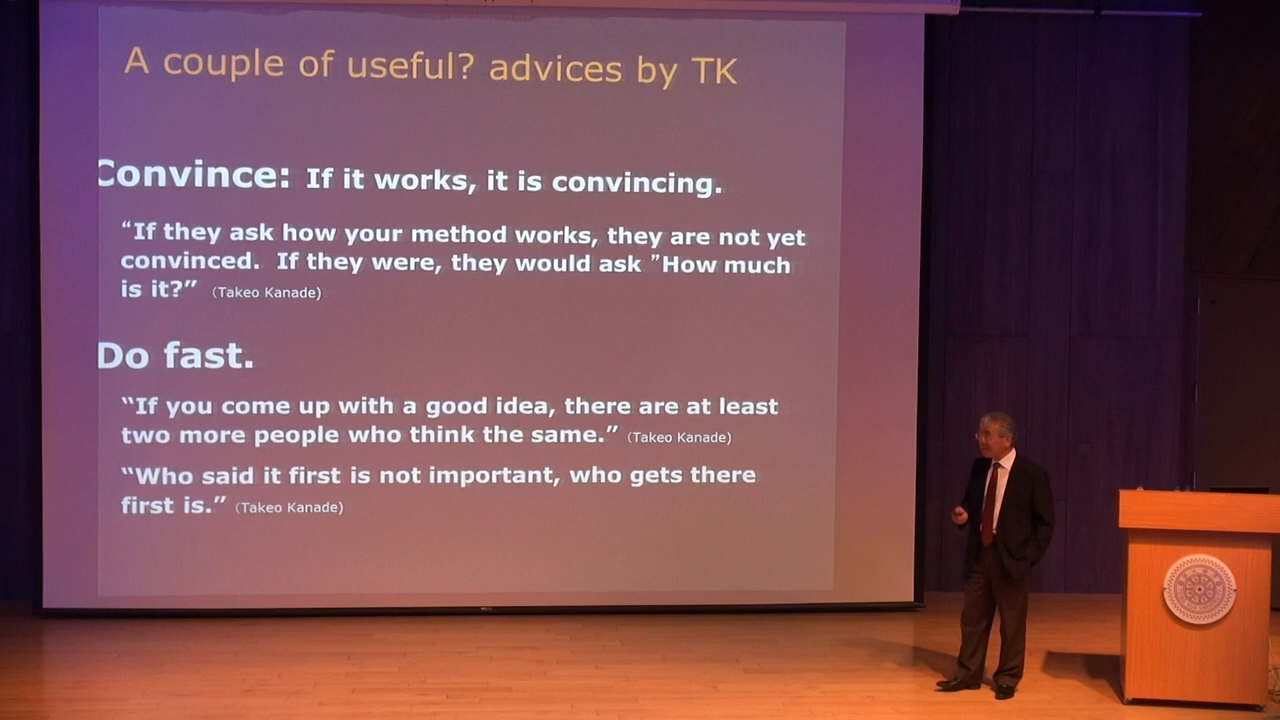 A couple of useful? advices by TK
Convince: If it works, it is convincing.
“If they ask how your method works, they are not yet
convinced. If they were, they would ask ”How much
is it?” (Takeo Kanade)
Do fast.
“If you come up with a good idea, there are at least
two more people who think the same.” (Takeo Kanade)
“Who said it first is not important, who gets there
first is.” (Takeo Kanade)